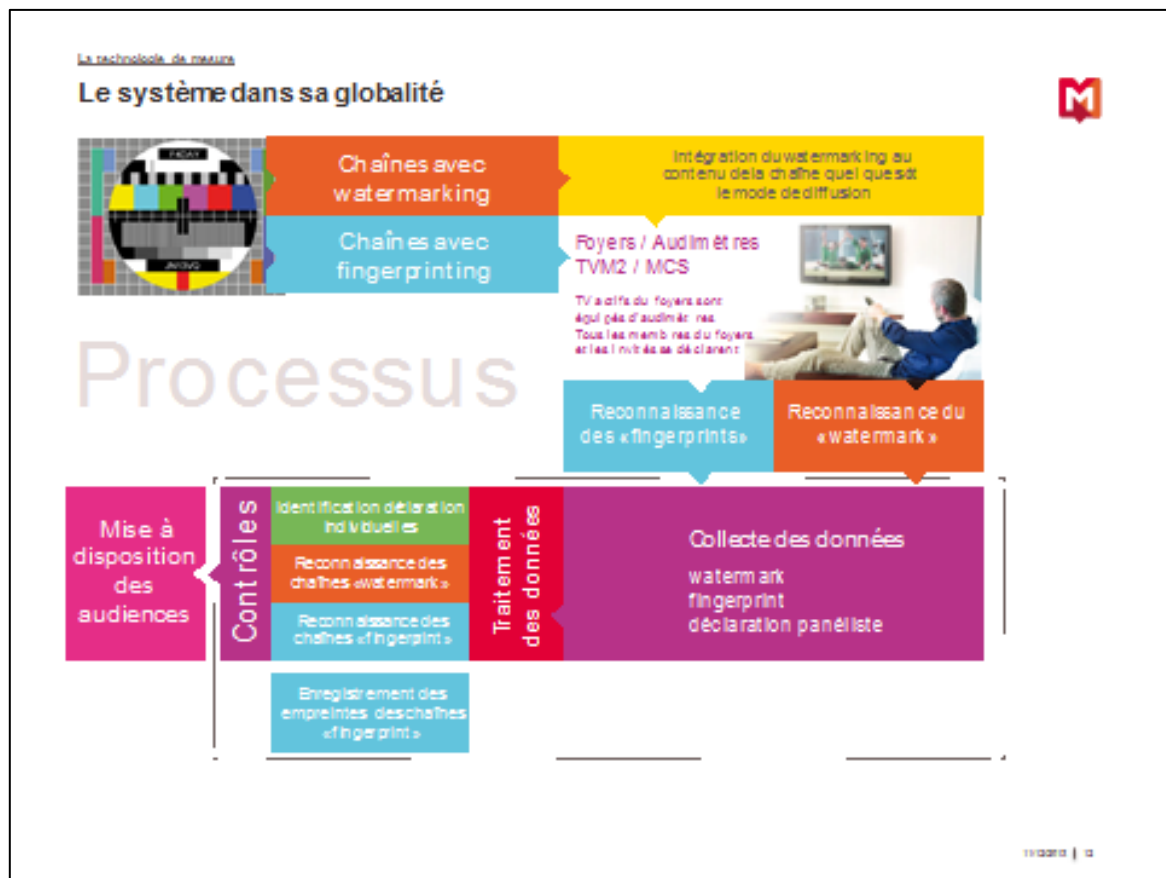 La technologie de mesure
Le système dans sa globalité
M
Chaînes avec
watermarking
Intégration du watermarking au
contenu de la chaîne quel que soit
le mode de diffusion
Chaînes avec
fingerprinting
Foyers / Audimètres
TVM2 / MCS
TV actifs du foyers sont
équipés d'audimètres
Tous les membres du foyers
et les invités se déclarent
Processus
Reconnaissance
des «fingerprints»
Reconnaissance du
«watermark»
Mise à
disposition
des
audiences
Contrôles
Identification déclaration
individuelles
Reconnaissance des
chaînes «watermark»
Reconnaissance des
chaînes «fingerprint»
Enregistrement des
empreintes des chaînes
«fingerprint»
Traitement
des données
Collecte des données
watermark
fingerprint
déclaration panéliste